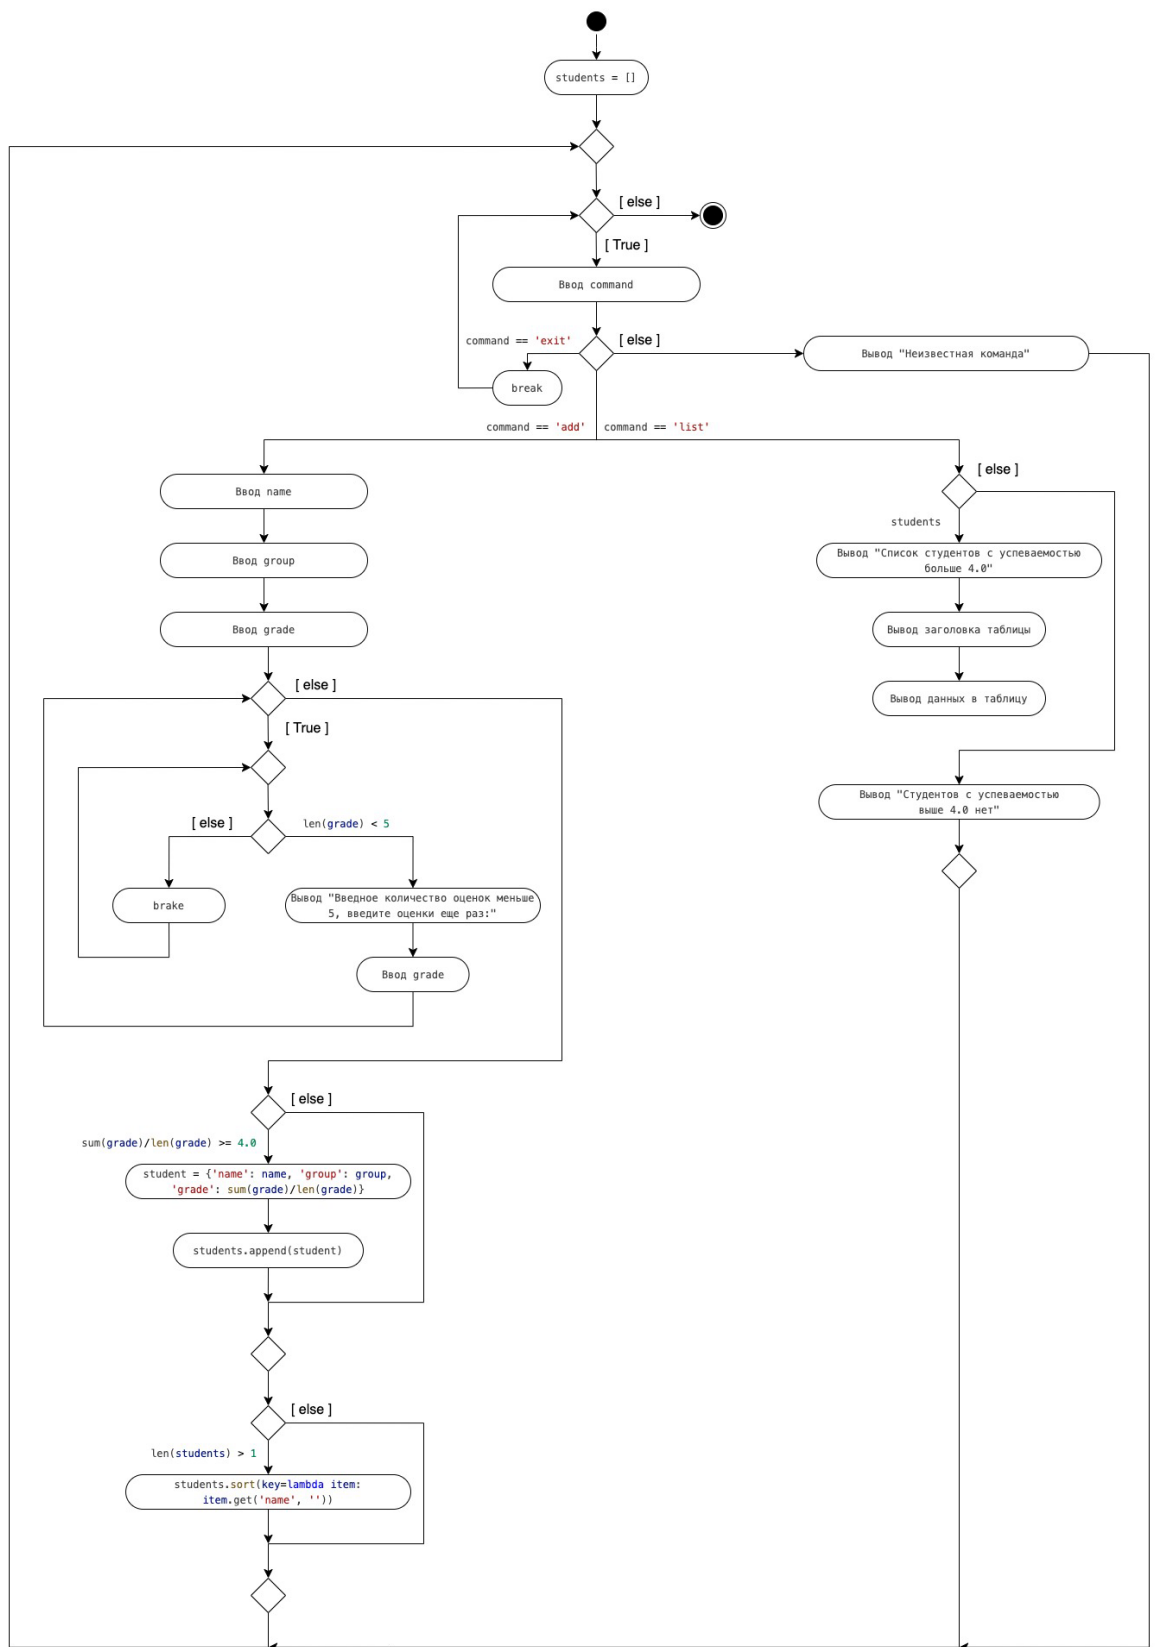 students = []
[ else ]
[ True ]
Ввод command
command == 'exit'
[ else ]
Вывод "Неизвестная команда"
break
command == 'add'
command == 'list'
[ else ]
Ввод name
students
Ввод group
Вывод "Список студентов с успеваемостью
больше 4.0"
Ввод grade
Вывод заголовка таблицы
[ else ]
Вывод данных в таблицу
[ True ]
[ else ]
len(grade) < 5
Вывод "Студентов с успеваемостью
выше 4.0 нет"
brake
Вывод "Введное количество оценок меньше
5, введите оценки еще раз:"
Ввод grade
[ else ]
sum(grade)/len(grade) >= 4.0
student = {'name': name, 'group': group,
'grade': sum(grade)/len(grade)}
students.append(student)
[ else ]
len(students) > 1
students.sort(key=lambda item:
item.get('name', ''))